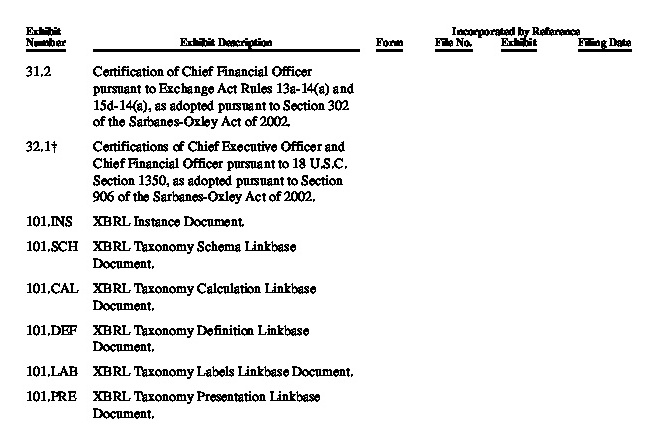 Exhibit
Number
Exhibit Description
Incorporated by Reference
Form
File No.
Exhibit
Filing Date
31.2 Certification of Chief Financial Officer
pursuant to Exchange Act Rules 13a-14(a) and
15d-14(a), as adopted pursuant to Section 302
of the Sarbanes-Oxley Act of 2002.
32.1† Certifications of Chief Executive Officer and
Chief Financial Officer pursuant to 18 U.S.C.
Section 1350, as adopted pursuant to Section
906 of the Sarbanes-Oxley Act of 2002.
101.INS XBRL Instance Document.
101.SCH XBRL Taxonomy Schema Linkbase
Document.
101.CAL XBRL Taxonomy Calculation Linkbase
Document.
101.DEF XBRL Taxonomy Definition Linkbase
Document.
101.LAB XBRL Taxonomy Labels Linkbase Document.
101.PRE XBRL Taxonomy Presentation Linkbase
Document.